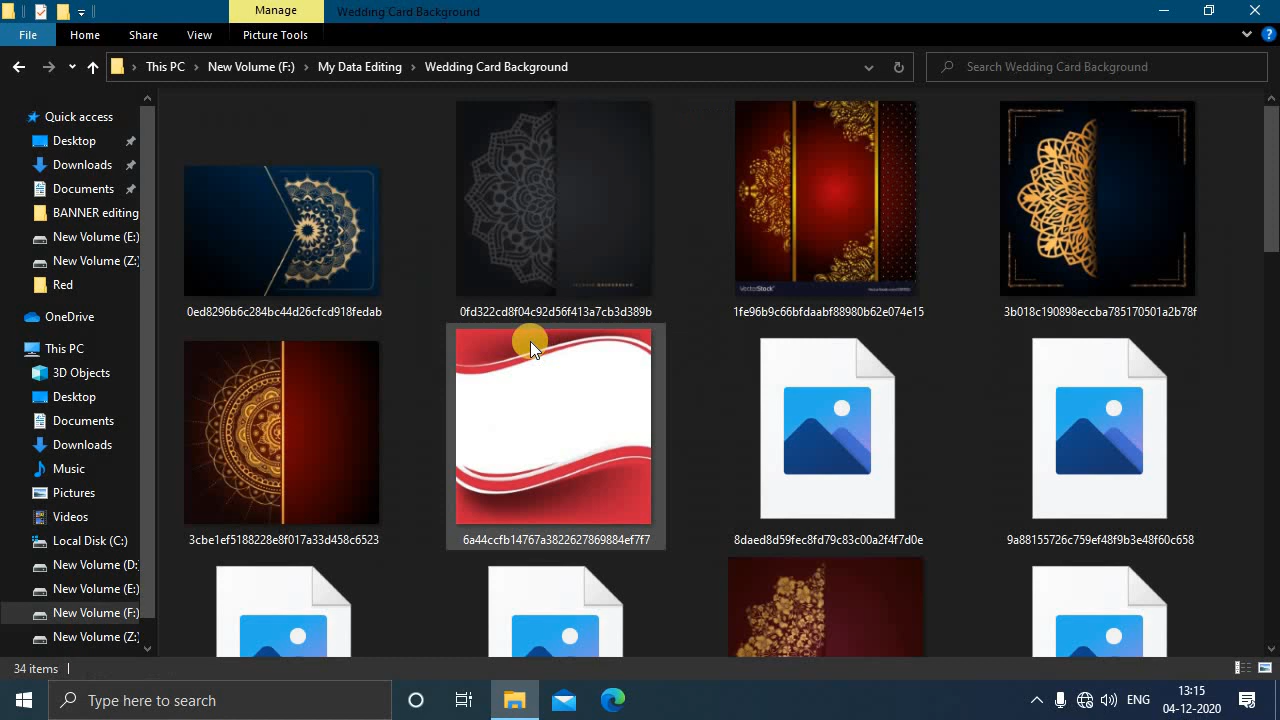 Manage
Wedding Card Background
File
Home
Share
View
Picture Tools
This PC
New Volume (F:)
My Data Editing
Wedding Card Background
Search Wedding Card Background
Quick access
Desktop
Downloads
Documents
BANNER editing
New Volume (E:)
New Volume (Z:)
Red
OneDrive
This PC
3D Objects
Desktop
Documents
Downloads
Music
Pictures
Videos
Local Disk (C:)
New Volume (D:
New Volume (E:)
New Volume (F:)
New Volume (Z:)
VectorStock
0ed8296b6c284bc44d26cfcd918fedab
0fd322cd8f04c92d56f413a7cb3d389b
1fe96b9c66bfdaabf88980b62e074e15
3b018c190898eccba785170501a2b78f
3cbe1ef5188228e8f017a33d458c6523
6a44ccfb14767a3822627869884ef7f7
8daed8d59fec8fd79c83c00a2f4f7d0e
9a88155726c759ef48f9b3e48f60c658
34 items
Type here to search
ENG
13:15
04-12-2020